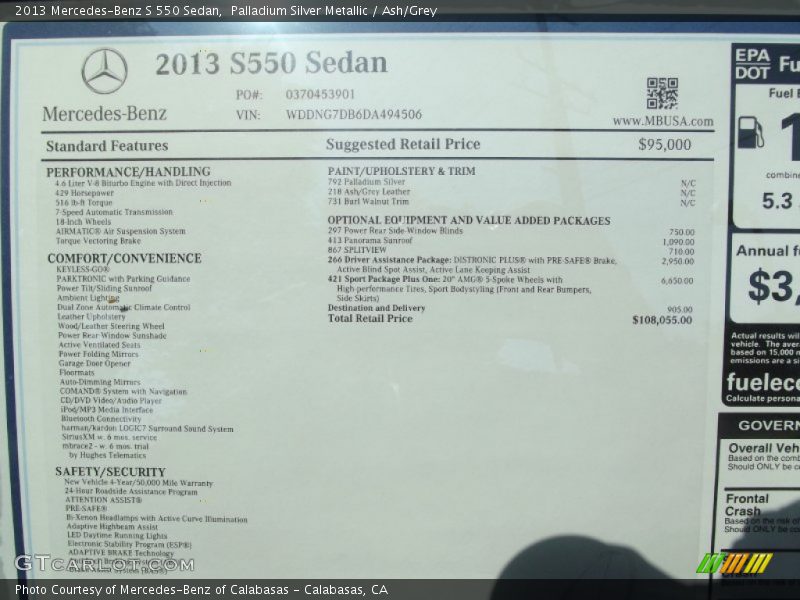 2013 Mercedes-Benz S 550 Sedan, Palladium Silver Metallic / Ash/Grey
2013 S550 Sedan
Mercedes-Benz
PO#: 0370453901
VIN: WDDNG7DB6DA494506
www.MBUSA.com
Standard Features
Suggested Retail Price $95,000
PERFORMANCE/HANDLING
4.6 Liter V-8 Biturbo Engine with Direct Injection
429 Horsepower
516 lb-ft Torque
7-Speed Automatic Transmission
18-Inch Wheels
AIRMATIC® Air Suspension System
Torque Vectoring Brake
COMFORT/CONVENIENCE
KEYLESS-GO®
PARKTRONIC with Parking Guidance
Power Tilt/Sliding Sunroof
Ambient Lighting
Dual Zone Automatic Climate Control
Leather Upholstery
Wood/Leather Steering Wheel
Power Rear Window Sunshade
Active Ventilated Seats
Power Folding Mirrors
Garage Door Opener
Floormats
Auto-Dimming Mirrors
COMAND® System with Navigation
CD/DVD Video/Audio Player
iPod/MP3 Media Interface
Bluetooth Connectivity
harman/kardon LOGIC7 Surround Sound System
SiriusXM w. 6 mos. service
mbrace2 - w. 6 mos. trial
by Hughes Telematics
SAFETY/SECURITY
New Vehicle 4-Year/50,000 Mile Warranty
24-Hour Roadside Assistance Program
ATTENTION ASSIST®
PRE-SAFE®
Bi-Xenon Headlamps with Active Curve Illumination
Adaptive Highbeam Assist
LED Daytime Running Lights
Electronic Stability Program (ESP®)
ADAPTIVE BRAKE Technology
PAINT/UPHOLSTERY & TRIM
792 Palladium Silver N/C
218 Ash/Grey Leather N/C
731 Burl Walnut Trim N/C
OPTIONAL EQUIPMENT AND VALUE ADDED PACKAGES
297 Power Rear Side-Window Blinds 750.00
413 Panorama Sunroof 1,090.00
867 SPLITVIEW 710.00
266 Driver Assistance Package: DISTRONIC PLUS® with PRE-SAFE® Brake, 2,950.00
Active Blind Spot Assist, Active Lane Keeping Assist
421 Sport Package Plus One: 20" AMG® 5-Spoke Wheels with 6,650.00
High-performance Tires, Sport Bodystyling (Front and Rear Bumpers,
Side Skirts)
Destination and Delivery 905.00
Total Retail Price $108,055.00
EPA
DOT
Fu
Fuel E
1
combine
5.3
Annual f
$3,
Actual results wil
vehicle. The aver
based on 15,000 m
emissions are a si
fueleco
Calculate persona
GOVERN
Overall Veh
Based on the comb
Should ONLY be co
Frontal
Crash
Based on the risk of
Should ONLY be co
Crash
GTCARLOT.COM
Photo Courtesy of Mercedes-Benz of Calabasas - Calabasas, CA